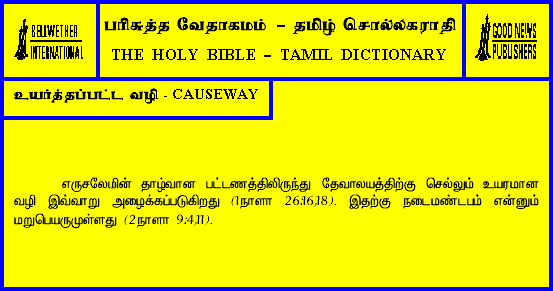 BELLWETHER
INTERNATIONAL
பரிசுத்த வேதாகமம் – தமிழ் சொல்லகராதி
THE HOLY BIBLE – TAMIL DICTIONARY
GOOD NEWS
PUBLISHERS
உயர்த்தப்பட்ட வழி - CAUSEWAY
எருசலேமின் தாழ்வான பட்டணத்திலிருந்து தேவாலயத்திற்கு செல்லும் உயரமான
வழி இவ்வாறு அழைக்கப்படுகிறது (1நாளா 26:16,18). இதற்கு நடைமண்டபம் என்னும்
மறுபெயருமுள்ளது (2நாளா 9:4,11).